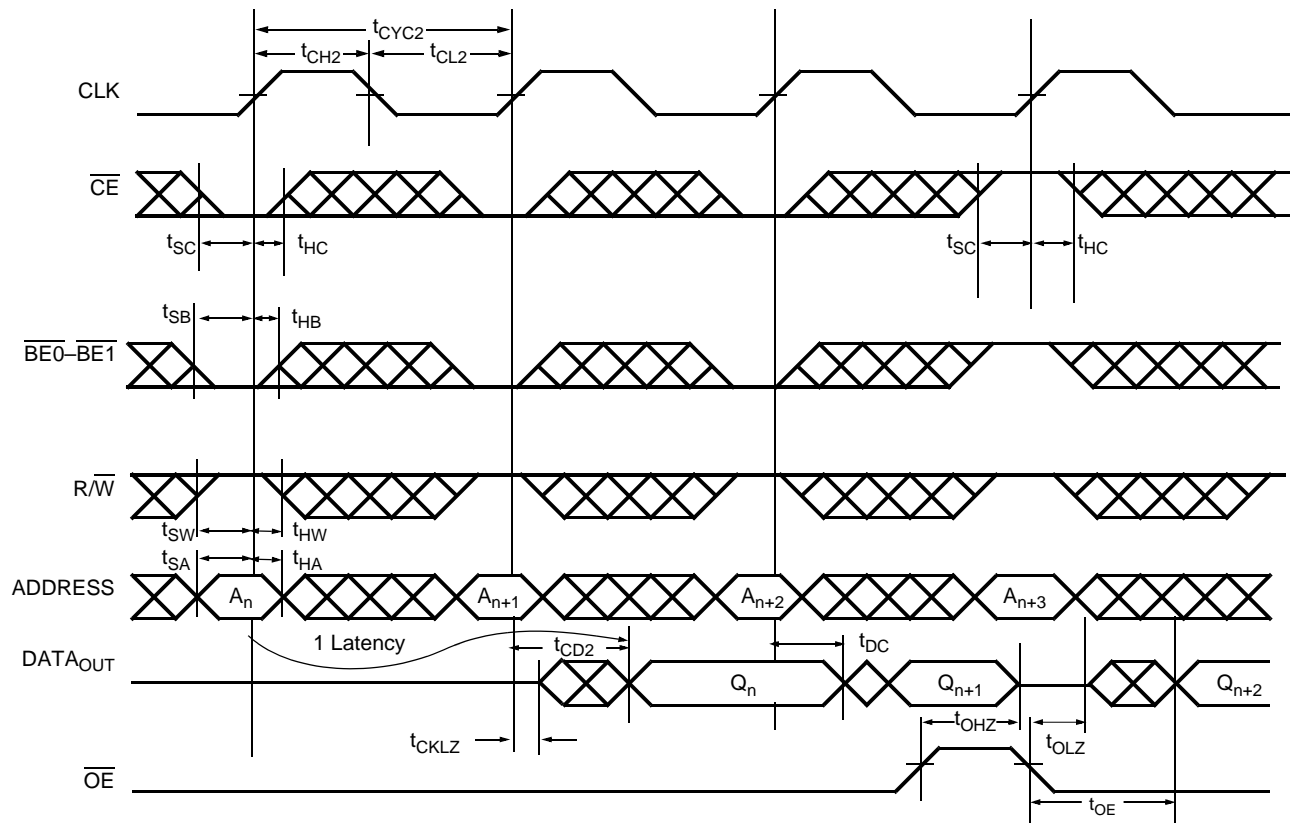 tCYC2
tCH2
tCL2
CLK
CE
tSC
tHC
tSC
tHC
tSB
tHB
BE0–BE1
R/W
tSW
tHW
tSA
tHA
ADDRESS
An
An+1
An+2
An+3
1 Latency
tCD2
tDC
DATAOUT
Qn
Qn+1
Qn+2
tOHZ
tCKLZ
tOLZ
OE
tOE